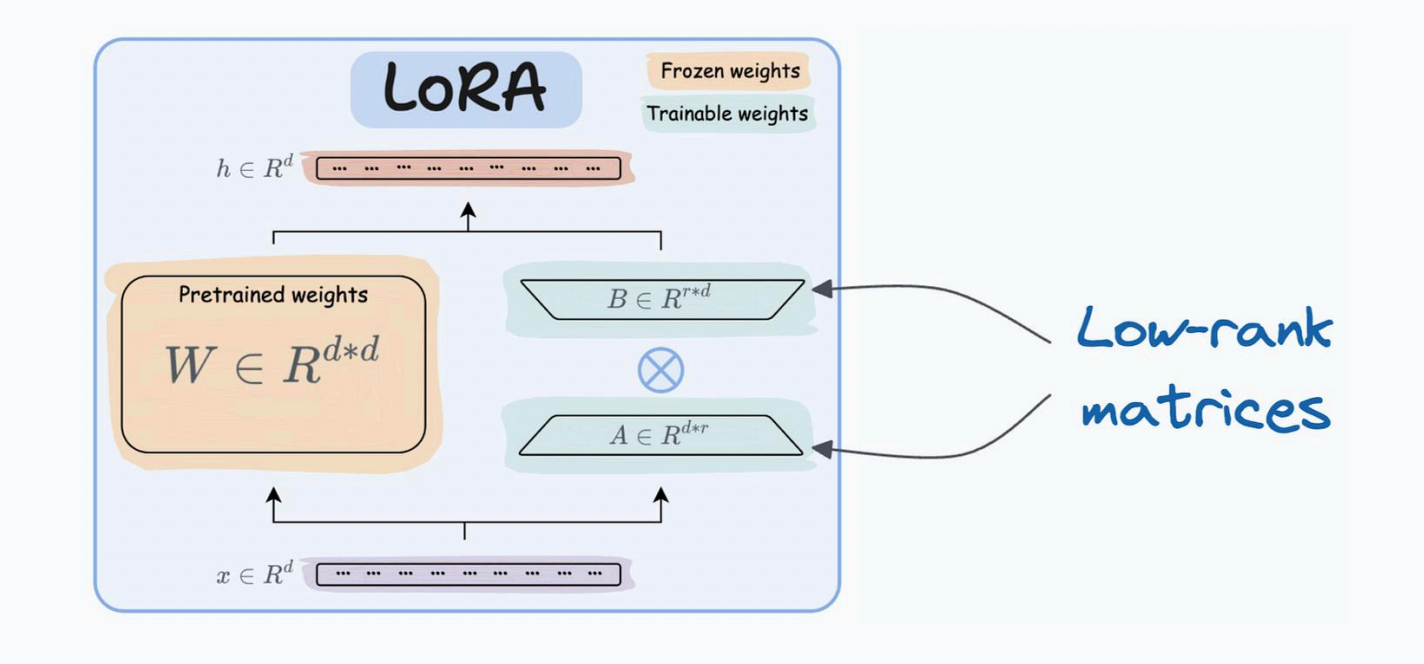 LoRA
Frozen weights
Trainable weights
h ∈ R^d
Pretrained weights
W ∈ R^{d*d}
B ∈ R^{r*d}
A ∈ R^{d*r}
x ∈ R^d
Low-rank
matrices